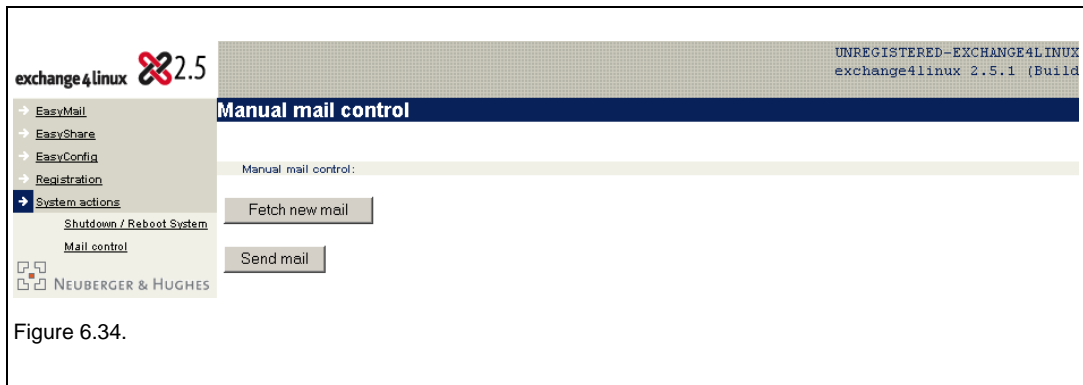 exchange4linux 2.5
UNREGISTERED-EXCHANGE4LINUX
exchange4linux 2.5.1 (Build
EasyMail
EasyShare
EasyConfig
Registration
System actions
Shutdown / Reboot System
Mail control
NEUBERGER & HUGHES
Manual mail control
Manual mail control:
Fetch new mail
Send mail
Figure 6.34.